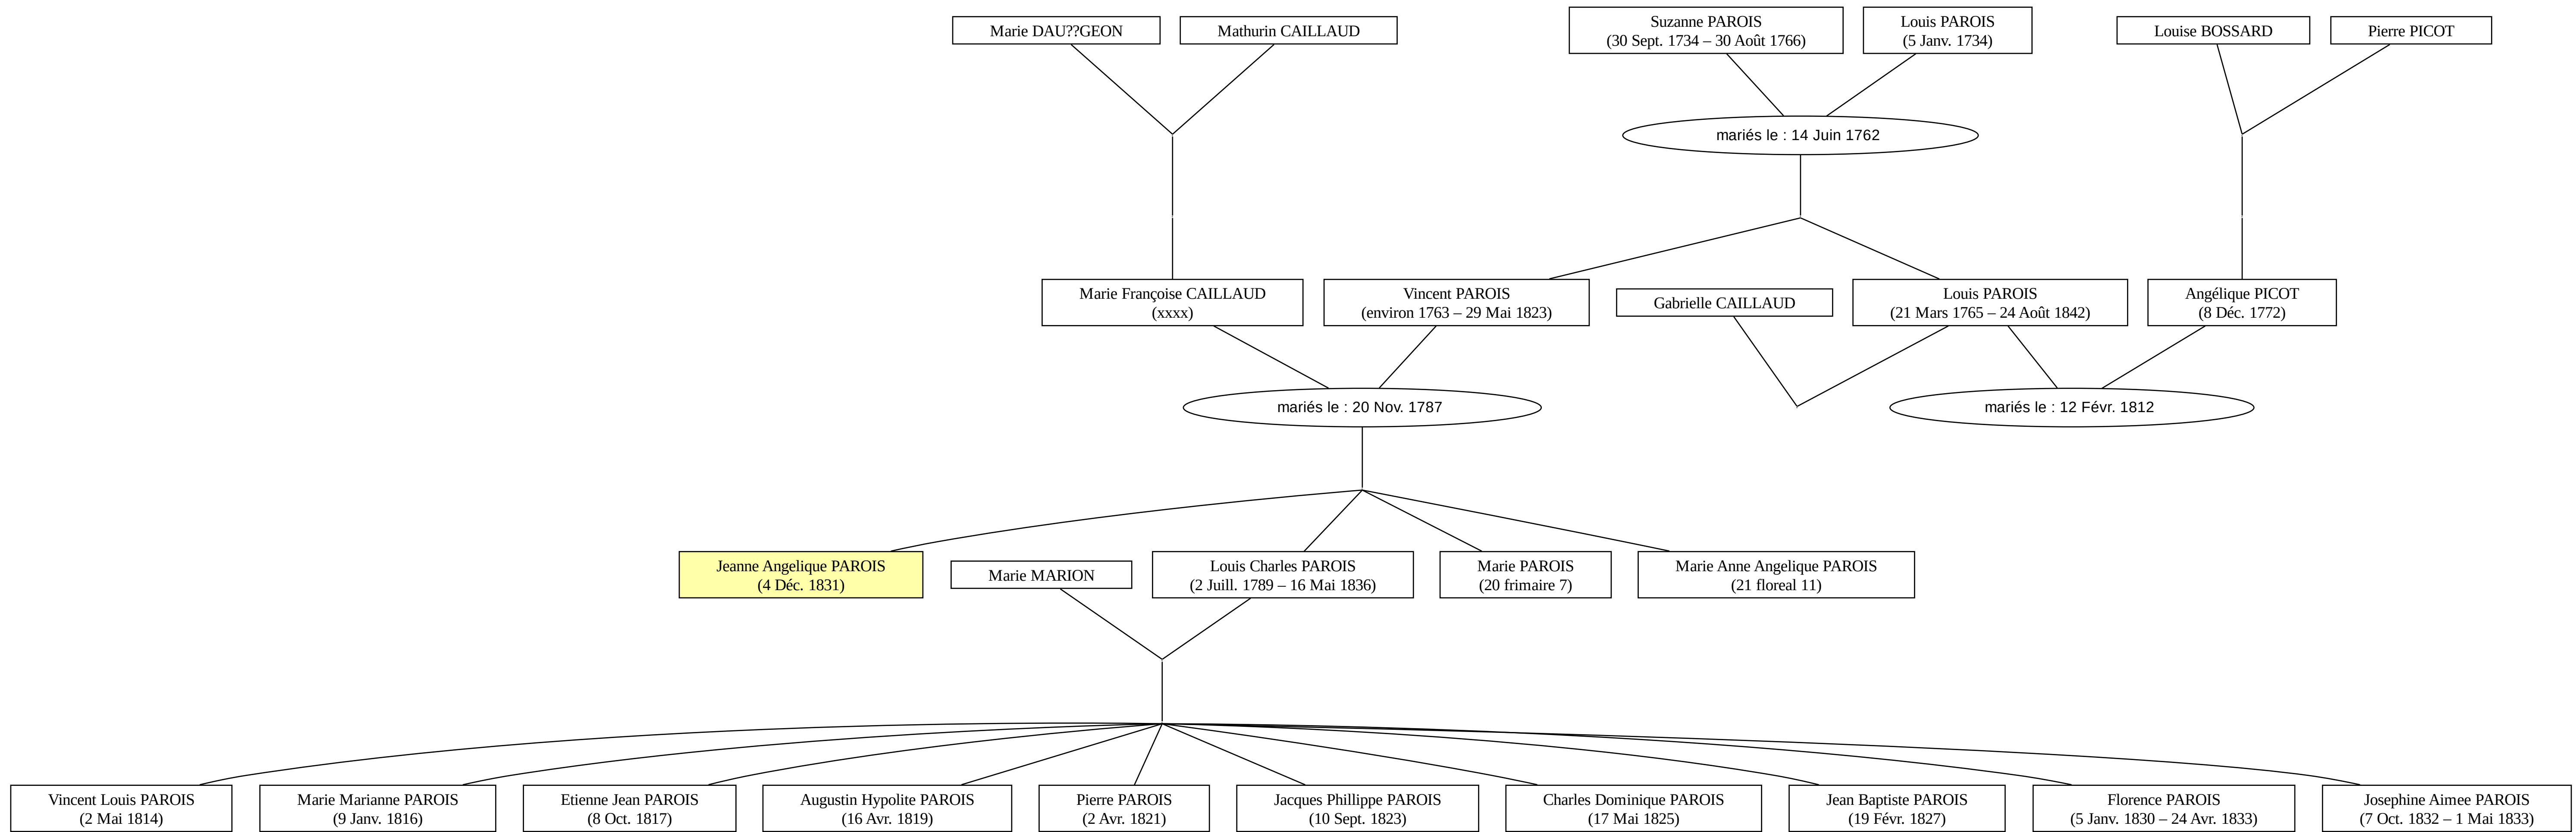 Marie DAU??GEON
Mathurin CAILLAUD
Suzanne PAROIS
(30 Sept. 1734 – 30 Août 1766)
Louis PAROIS
(5 Janv. 1734)
Louise BOSSARD
Pierre PICOT
mariés le : 14 Juin 1762
Marie Françoise CAILLAUD
(xxxx)
Vincent PAROIS
(environ 1763 – 29 Mai 1823)
Gabrielle CAILLAUD
Louis PAROIS
(21 Mars 1765 – 24 Août 1842)
Angélique PICOT
(8 Déc. 1772)
mariés le : 20 Nov. 1787
mariés le : 12 Févr. 1812
Jeanne Angelique PAROIS
(4 Déc. 1831)
Marie MARION
Louis Charles PAROIS
(2 Juill. 1789 – 16 Mai 1836)
Marie PAROIS
(20 frimaire 7)
Marie Anne Angelique PAROIS
(21 floreal 11)
Vincent Louis PAROIS
(2 Mai 1814)
Marie Marianne PAROIS
(9 Janv. 1816)
Etienne Jean PAROIS
(8 Oct. 1817)
Augustin Hypolite PAROIS
(16 Avr. 1819)
Pierre PAROIS
(2 Avr. 1821)
Jacques Phillippe PAROIS
(10 Sept. 1823)
Charles Dominique PAROIS
(17 Mai 1825)
Jean Baptiste PAROIS
(19 Févr. 1827)
Florence PAROIS
(5 Janv. 1830 – 24 Avr. 1833)
Josephine Aimee PAROIS
(7 Oct. 1832 – 1 Mai 1833)